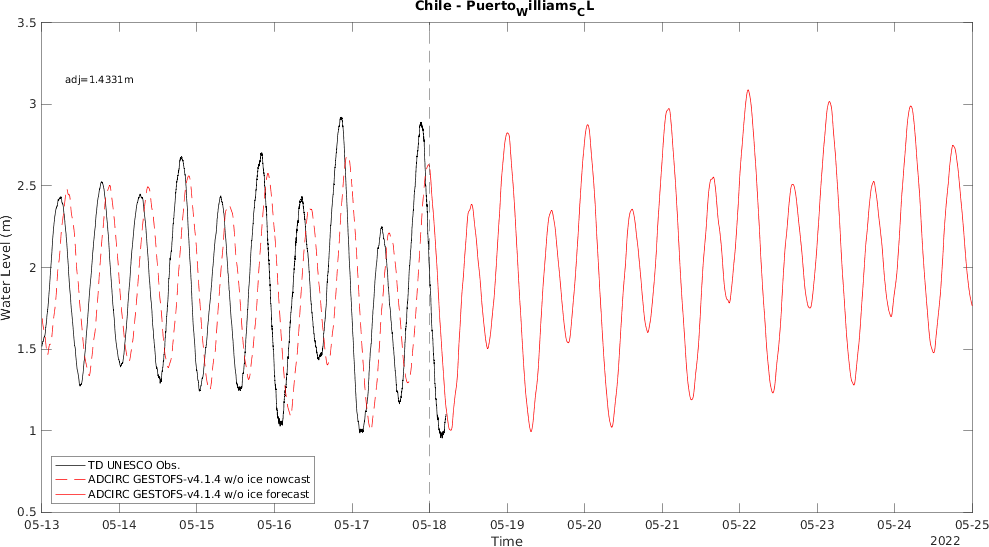 Chile - PuertoWilliamsCL
adj=1.4331m
Water Level (m)
3.5
3
2.5
2
1.5
1
0.5
TD UNESCO Obs.
ADCIRC GESTOFS-v4.1.4 w/o ice nowcast
ADCIRC GESTOFS-v4.1.4 w/o ice forecast
05-13 05-14 05-15 05-16 05-17 05-18 05-19 05-20 05-21 05-22 05-23 05-24 05-25
Time
2022